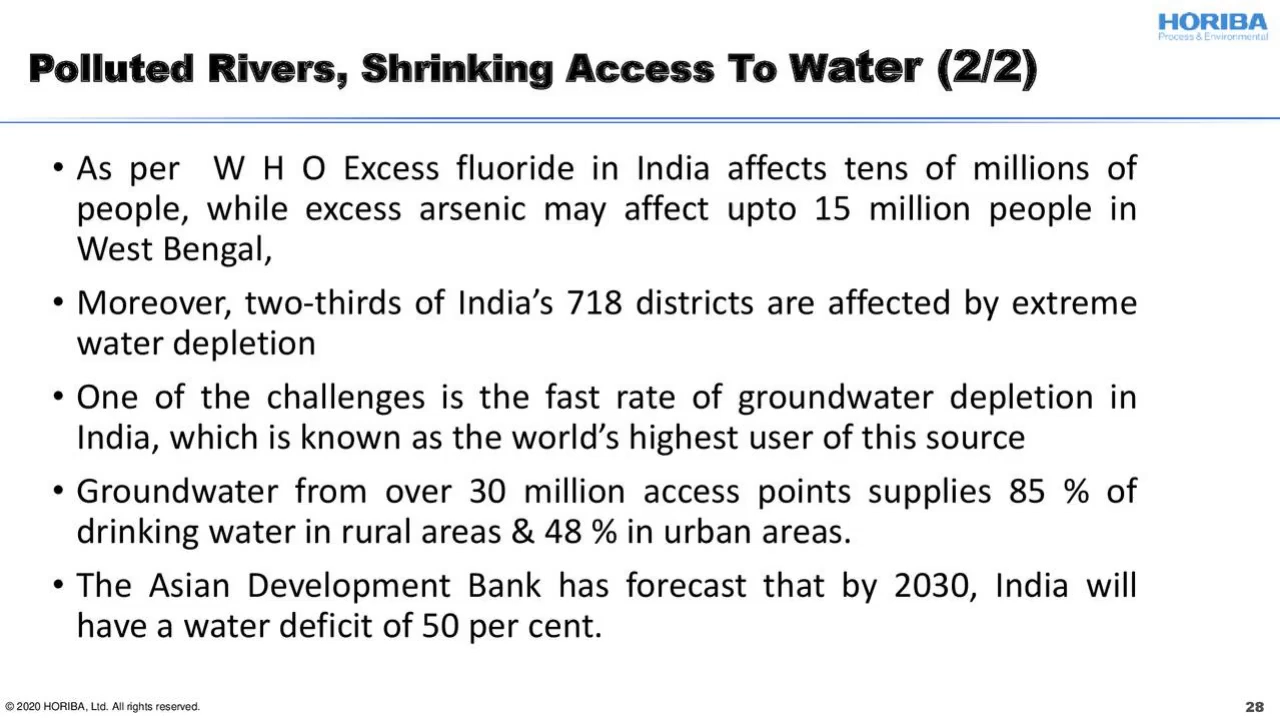 HORIBA
Process & Environmental
Polluted Rivers, Shrinking Access To Water (2/2)
• As per W H O Excess fluoride in India affects tens of millions of
people, while excess arsenic may affect upto 15 million people in
West Bengal,
• Moreover, two-thirds of India’s 718 districts are affected by extreme
water depletion
• One of the challenges is the fast rate of groundwater depletion in
India, which is known as the world’s highest user of this source
• Groundwater from over 30 million access points supplies 85 % of
drinking water in rural areas & 48 % in urban areas.
• The Asian Development Bank has forecast that by 2030, India will
have a water deficit of 50 per cent.
© 2020 HORIBA, Ltd. All rights reserved.
28